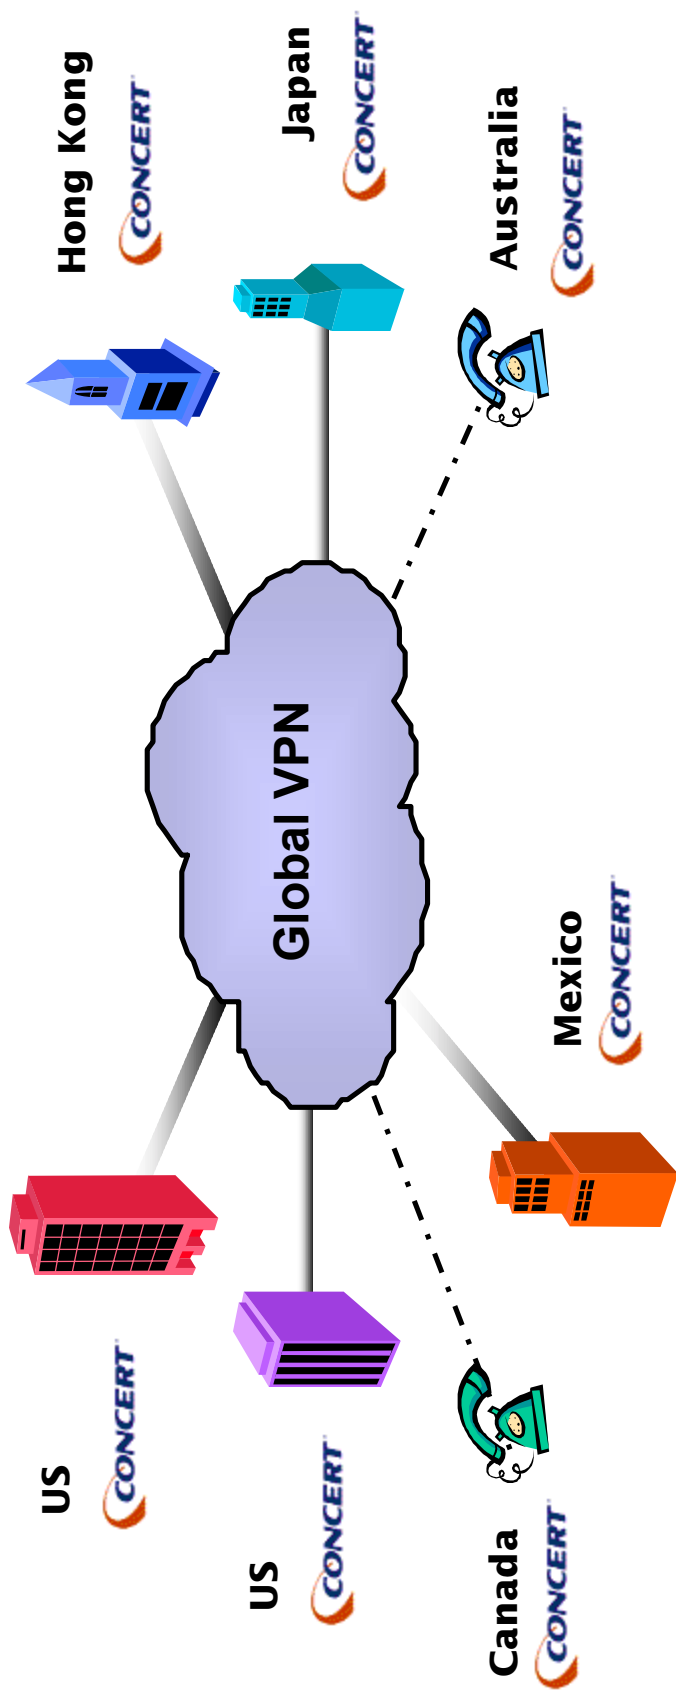 US
CONCERT
Hong Kong
CONCERT
US
CONCERT
Global VPN
Japan
CONCERT
Canada
CONCERT
Mexico
CONCERT
Australia
CONCERT